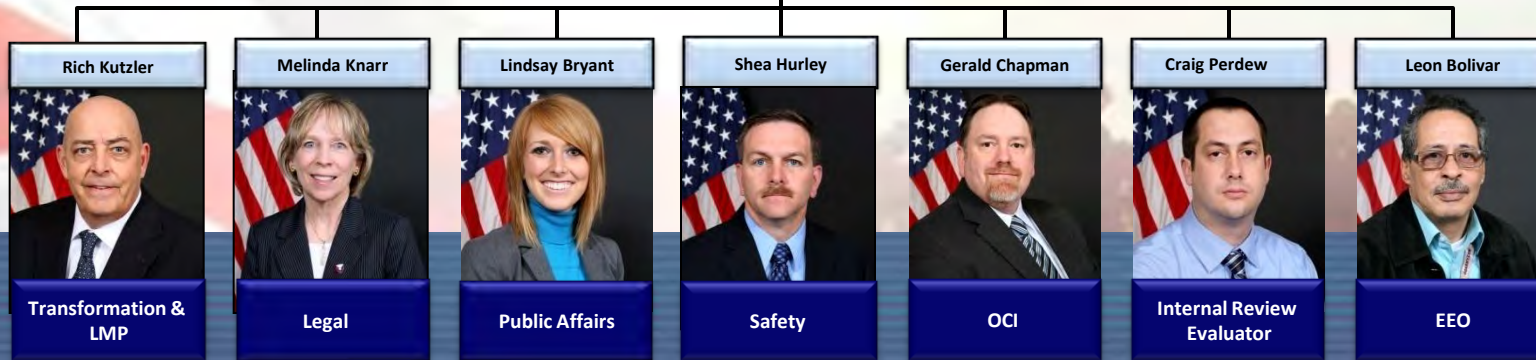 Rich Kutzler
Melinda Knarr
Lindsay Bryant
Shea Hurley
Gerald Chapman
Craig Perdew
Leon Bolivar
Transformation &
LMP
Legal
Public Affairs
Safety
OCI
Internal Review
Evaluator
EEO